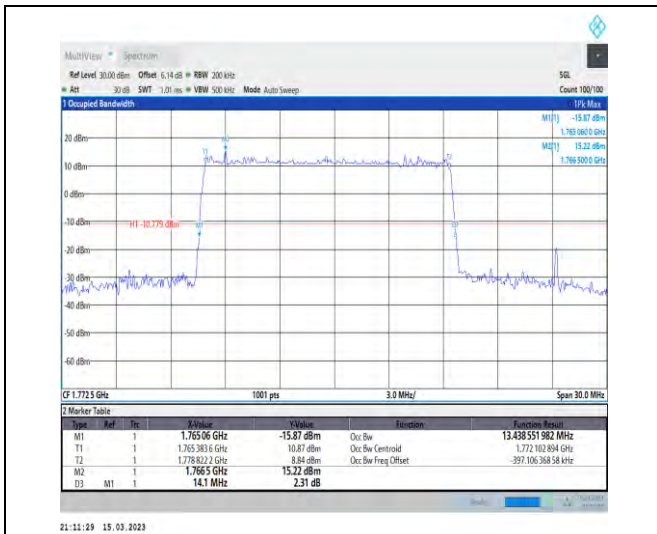 MultiView Spectrum
Ref Level 30.00 dBm Offset 6.14 dB RBW 200 kHz SGL
Att 30 dB SWT 1.01 ms VBW 500 kHz Mode Auto Sweep Count 100/100
1 Occupied Bandwidth 1Pk Max
M1[1] -15.87 dBm
1.765 060 0 GHz
M2[1] 15.22 dBm
1.766 500 0 GHz
20 dBm
T1 M2 T2
10 dBm
0 dBm
-10 dBm
H1 -10.779 dBm
M1 D3
-20 dBm
-30 dBm
-40 dBm
-50 dBm
-60 dBm
CF 1.772 5 GHz 1001 pts 3.0 MHz/ Span 30.0 MHz
2 Marker Table
Type Ref Trc X-Value Y-Value Function Function Result
M1 1 1.765 06 GHz -15.87 dBm Occ Bw 13.438 551 982 MHz
T1 1 1.765 383 6 GHz 10.87 dBm Occ Bw Centroid 1.772 102 894 GHz
T2 1 1.778 822 2 GHz 8.84 dBm Occ Bw Freq Offset -397.106 368 58 kHz
M2 1 1.766 5 GHz 15.22 dBm
D3 M1 1 14.1 MHz 2.31 dB
21:11:29 15.03.2023